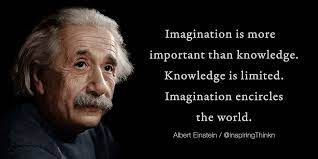 Imagination is more
important than knowledge.
Knowledge is limited.
Imagination encircles
the world.
Albert Einstein / @InspiringThinkn